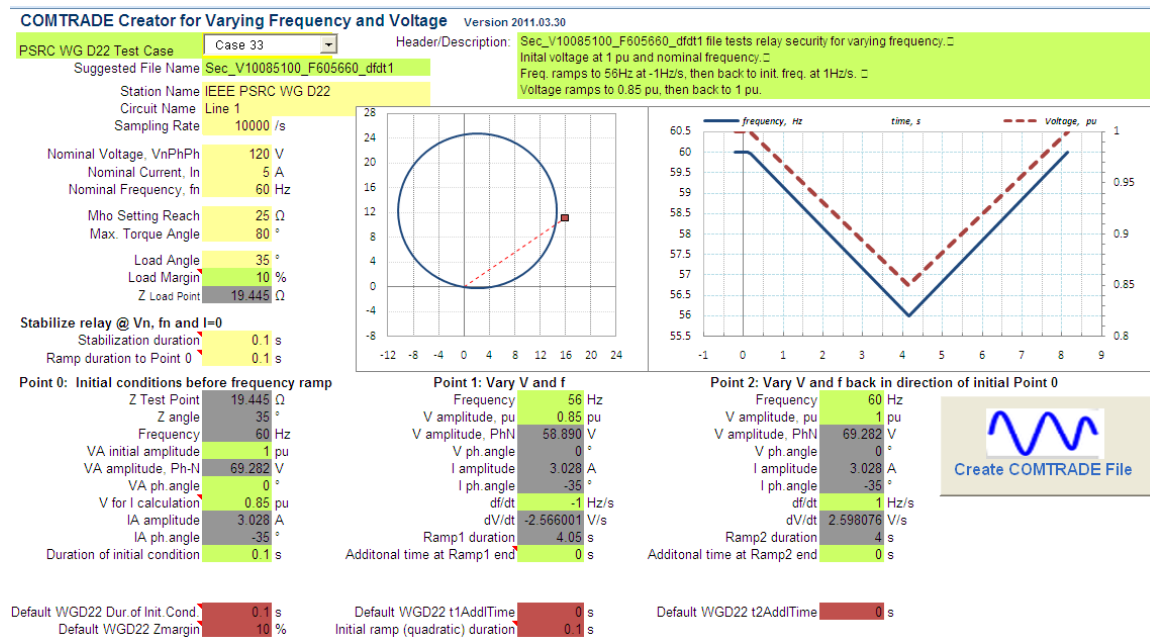 COMTRADE Creator for Varying Frequency and Voltage Version 2011.03.30
PSRC WG D22 Test Case Case 33
Header/Description: Sec_V10085100_F605660_dfdt1 file tests relay security for varying frequency.□
Inital voltage at 1 pu and nominal frequency.□
Freq. ramps to 56Hz at -1Hz/s, then back to init. freq. at 1Hz/s. □
Voltage ramps to 0.85 pu, then back to 1 pu.
Suggested File Name Sec_V10085100_F605660_dfdt1
Station Name IEEE PSRC WG D22
Circuit Name Line 1
Sampling Rate 10000 /s
Nominal Voltage, VnPhPh 120 V
Nominal Current, In 5 A
Nominal Frequency, fn 60 Hz
Mho Setting Reach 25 Ω
Max. Torque Angle 80 °
Load Angle 35 °
Load Margin 10 %
Z Load Point 19.445 Ω
Stabilize relay @ Vn, fn and I=0
Stabilization duration 0.1 s
Ramp duration to Point 0 0.1 s
28
24
20
16
12
8
4
0
-4
-8
-12 -8 -4 0 4 8 12 16 20 24
frequency, Hz time, s Voltage, pu
60.5
60
59.5
59
58.5
58
57.5
57
56.5
56
55.5
1
0.95
0.9
0.85
0.8
-1 0 1 2 3 4 5 6 7 8 9
Point 0: Initial conditions before frequency ramp
Z Test Point 19.445 Ω
Z angle 35 °
Frequency 60 Hz
VA initial amplitude 1 pu
VA amplitude, Ph-N 69.282 V
VA ph.angle 0 °
V for I calculation 0.85 pu
IA amplitude 3.028 A
IA ph.angle -35 °
Duration of initial condition 0.1 s
Point 1: Vary V and f
Frequency 56 Hz
V amplitude, pu 0.85 pu
V amplitude, PhN 58.890 V
V ph.angle 0 °
I amplitude 3.028 A
I ph.angle -35 °
df/dt -1 Hz/s
dV/dt -2.566001 V/s
Ramp1 duration 4.05 s
Additonal time at Ramp1 end 0 s
Point 2: Vary V and f back in direction of initial Point 0
Frequency 60 Hz
V amplitude, pu 1 pu
V amplitude, PhN 69.282 V
V ph.angle 0 °
I amplitude 3.028 A
I ph.angle -35 °
df/dt 1 Hz/s
dV/dt 2.598076 V/s
Ramp2 duration 4 s
Additonal time at Ramp2 end 0 s
Create COMTRADE File
Default WGD22 Dur.of Init.Cond. 0.1 s
Default WGD22 Zmargin 10 %
Default WGD22 t1AddlTime 0 s
Initial ramp (quadratic) duration 0.1 s
Default WGD22 t2AddlTime 0 s